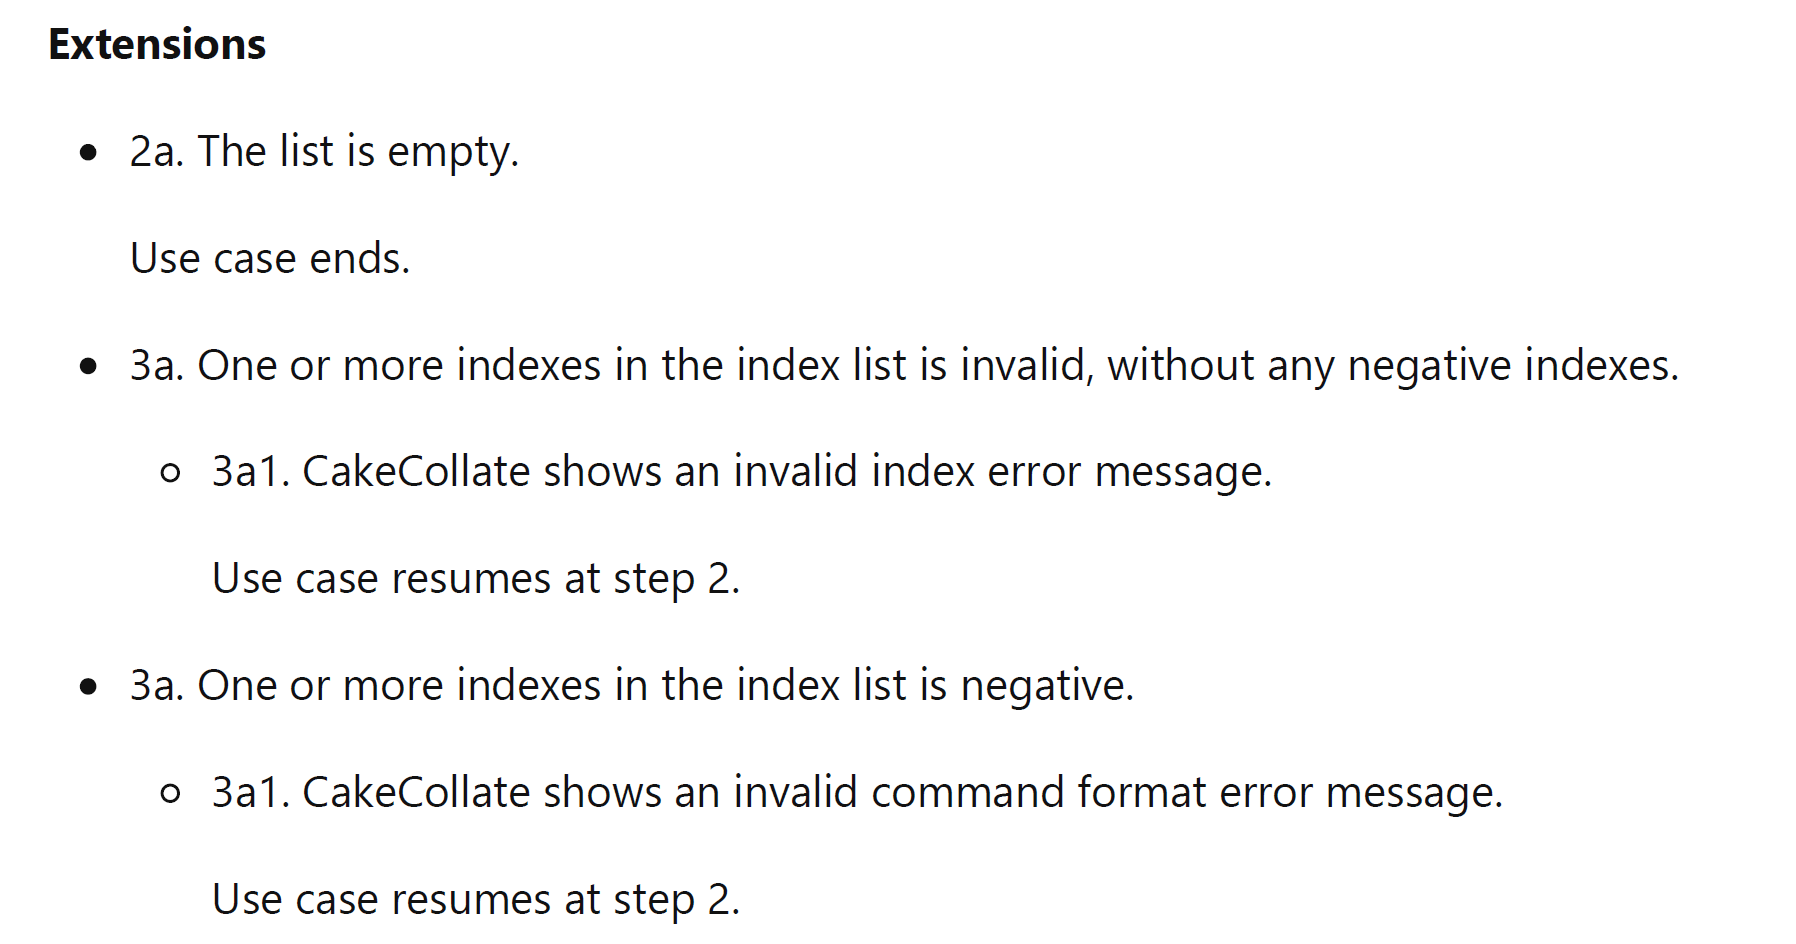 Extensions
2a. The list is empty.
Use case ends.
3a. One or more indexes in the index list is invalid, without any negative indexes.
3a1. CakeCollate shows an invalid index error message.
Use case resumes at step 2.
3a. One or more indexes in the index list is negative.
3a1. CakeCollate shows an invalid command format error message.
Use case resumes at step 2.